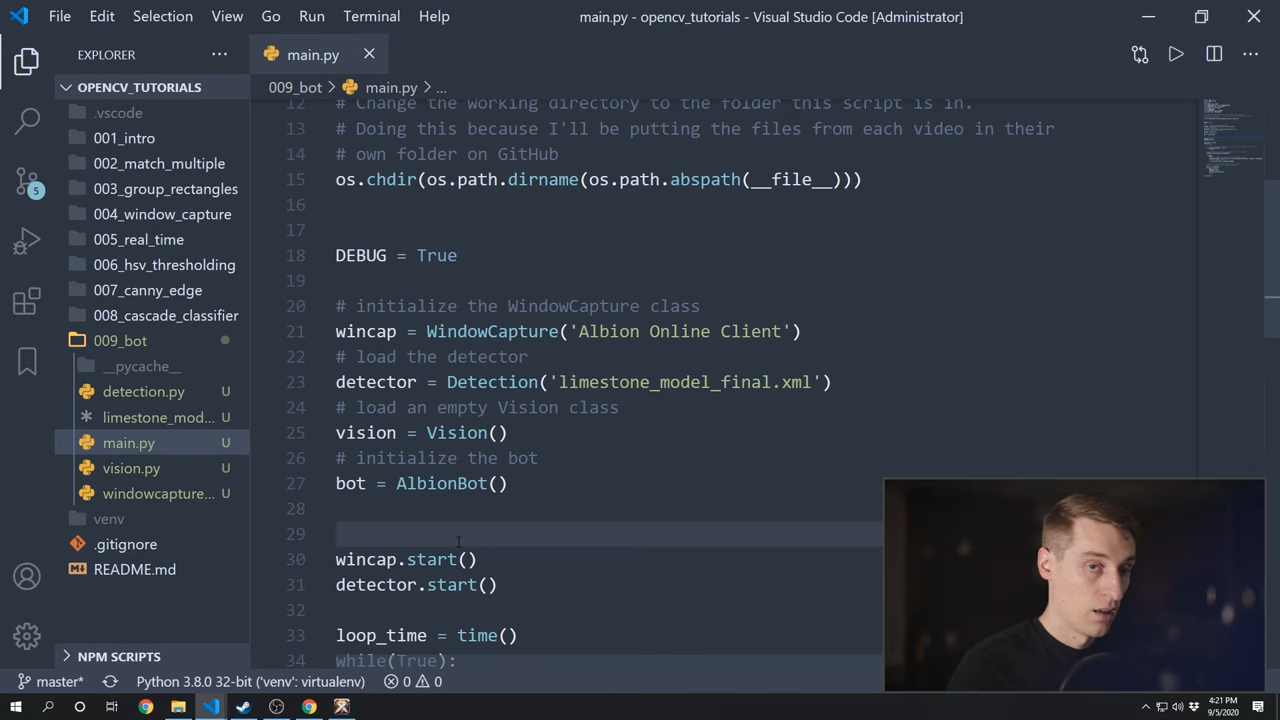 File Edit Selection View Go Run Terminal Help
main.py - opencv_tutorials - Visual Studio Code [Administrator]
EXPLORER
main.py
OPENCV_TUTORIALS
.vscode
001_intro
002_match_multiple
003_group_rectangles
004_window_capture
005_real_time
006_hsv_thresholding
007_canny_edge
008_cascade_classifier
009_bot
__pycache__
detection.py U
limestone_mod... U
main.py U
vision.py U
windowcapture... U
venv
.gitignore
README.md
NPM SCRIPTS
5
009_bot > main.py > ...
12 # Change the working directory to the folder this script is in.
13 # Doing this because I'll be putting the files from each video in their
14 # own folder on GitHub
15 os.chdir(os.path.dirname(os.path.abspath(__file__)))
16
17
18 DEBUG = True
19
20 # initialize the WindowCapture class
21 wincap = WindowCapture('Albion Online Client')
22 # load the detector
23 detector = Detection('limestone_model_final.xml')
24 # load an empty Vision class
25 vision = Vision()
26 # initialize the bot
27 bot = AlbionBot()
28
29
30 wincap.start()
31 detector.start()
32
33 loop_time = time()
34 while(True):
master* Python 3.8.0 32-bit ('venv': virtualenv) 0 0
4:21 PM
9/5/2020